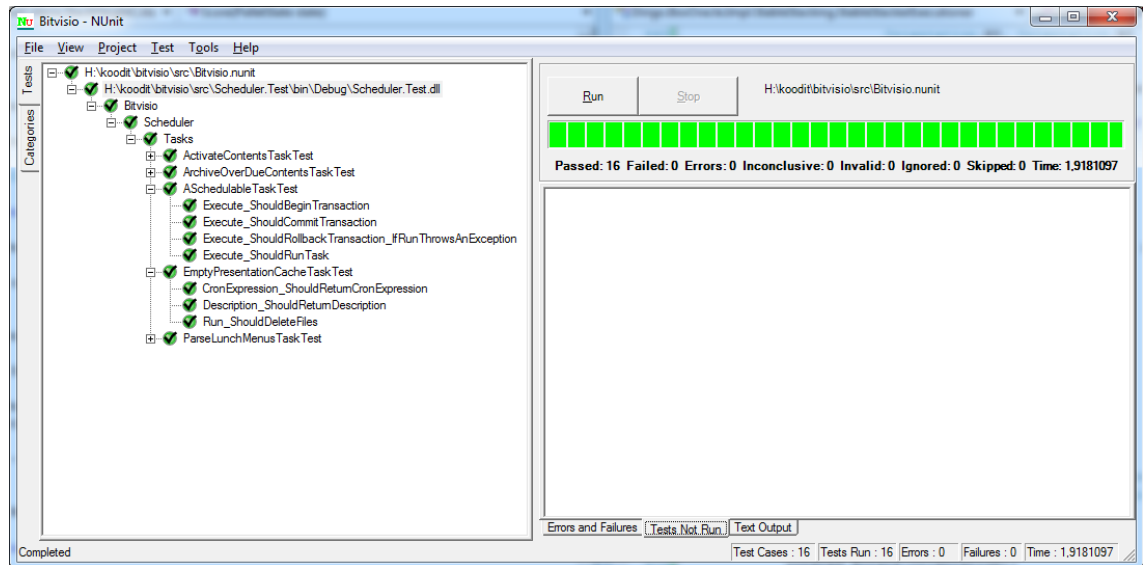 Bitvisio - NUnit
File View Project Test Tools Help
Tests
Categories
H:\koodit\bitvisio\src\Bitvisio.nunit
H:\koodit\bitvisio\src\Scheduler.Test\bin\Debug\Scheduler.Test.dll
Bitvisio
Scheduler
Tasks
ActivateContentsTaskTest
ArchiveOverDueContentsTaskTest
ASchedulableTaskTest
Execute_ShouldBeginTransaction
Execute_ShouldCommitTransaction
Execute_ShouldRollbackTransaction_IfRunThrowsAnException
Execute_ShouldRunTask
EmptyPresentationCacheTaskTest
CronExpression_ShouldReturnCronExpression
Description_ShouldReturnDescription
Run_ShouldDeleteFiles
ParseLunchMenusTaskTest
Run Stop H:\koodit\bitvisio\src\Bitvisio.nunit
Passed: 16 Failed: 0 Errors: 0 Inconclusive: 0 Invalid: 0 Ignored: 0 Skipped: 0 Time: 1,9181097
Errors and Failures Tests Not Run Text Output
Completed Test Cases : 16 Tests Run : 16 Errors : 0 Failures : 0 Time : 1,9181097